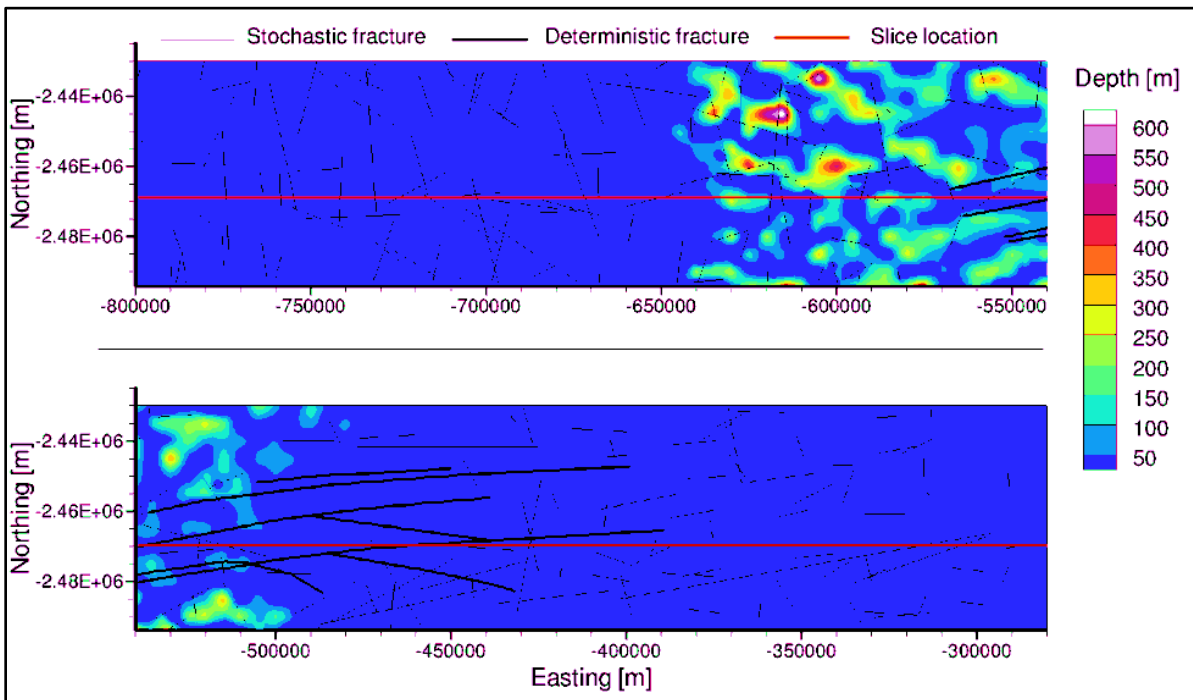 Stochastic fracture Deterministic fracture Slice location
Depth [m]
600
550
500
450
400
350
300
250
200
150
100
50
Northing [m]
-2.44E+06
-2.46E+06
-2.48E+06
-800000 -750000 -700000 -650000 -600000 -550000
Northing [m]
-2.44E+06
-2.46E+06
-2.48E+06
-500000 -450000 -400000 -350000 -300000
Easting [m]